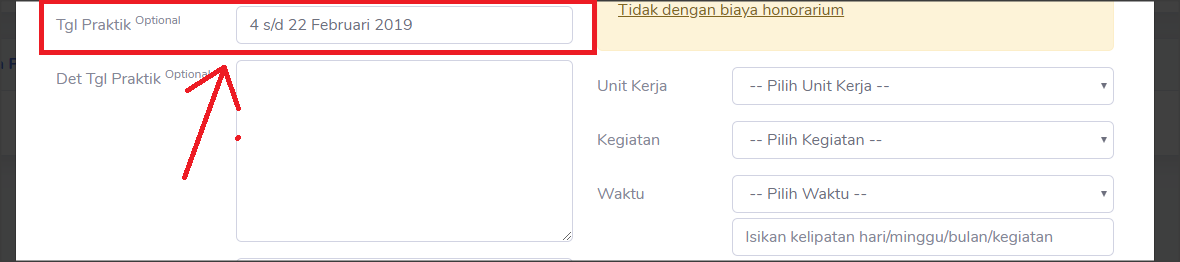 Tgl Praktik Optional
4 s/d 22 Februari 2019
Tidak dengan biaya honorarium
Det Tgl Praktik Optional
Unit Kerja
-- Pilih Unit Kerja --
Kegiatan
-- Pilih Kegiatan --
Waktu
-- Pilih Waktu --
Isikan kelipatan hari/minggu/bulan/kegiatan